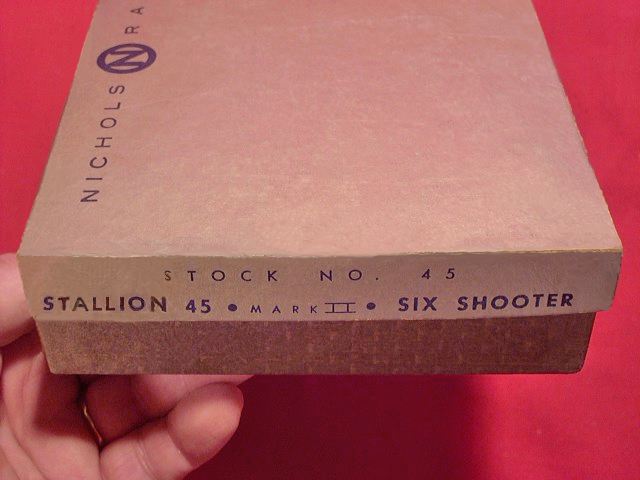 NICHOLS N RA
STOCK NO. 45
STALLION 45 • MARK II • SIX SHOOTER